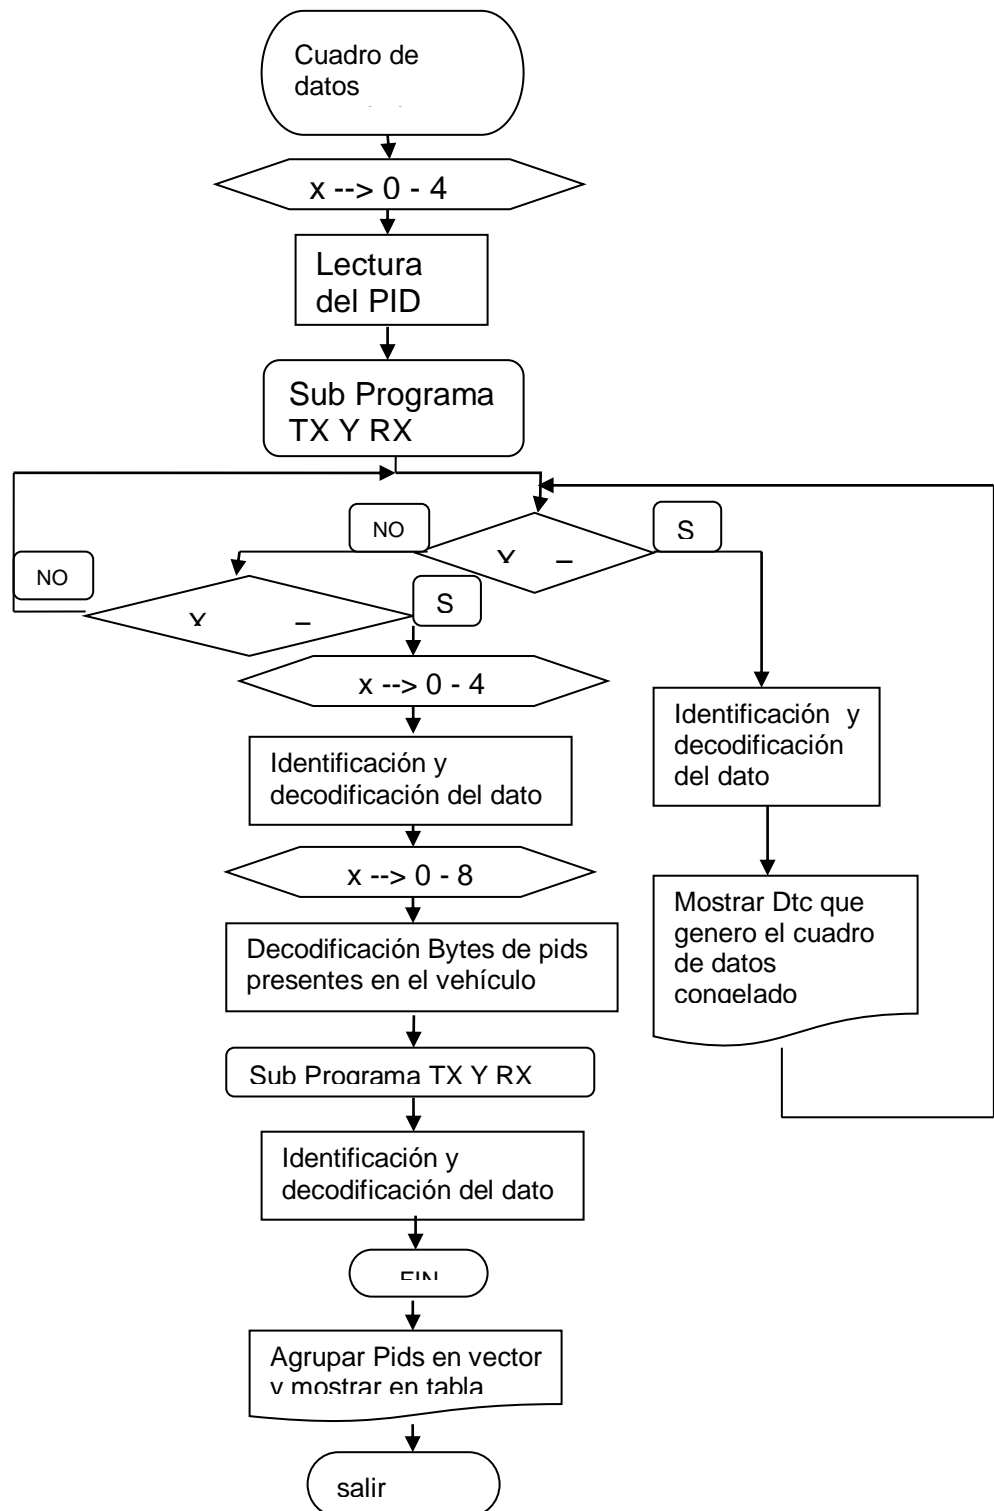 Cuadro de
datos
x --> 0 - 4
Lectura
del PID
Sub Programa
TX Y RX
NO
S
NO
S
x --> 0 - 4
Identificación y
decodificación del dato
Identificación y
decodificación
del dato
x --> 0 - 8
Decodificación Bytes de pids
presentes en el vehículo
Mostrar Dtc que
genero el cuadro
de datos
congelado
Sub Programa TX Y RX
Identificación y
decodificación del dato
FIN
Agrupar Pids en vector
y mostrar en tabla
salir